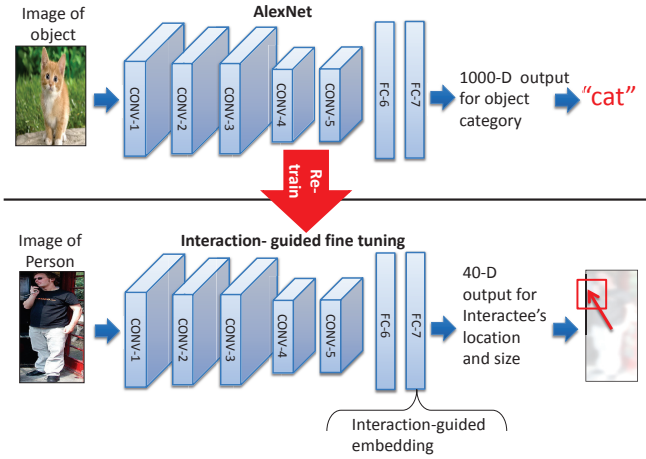 Image of
object
AlexNet
CONV-1
CONV-2
CONV-3
CONV-4
CONV-5
FC-6
FC-7
1000-D output
for object
category
“cat”
Re-
train
Image of
Person
Interaction- guided fine tuning
CONV-1
CONV-2
CONV-3
CONV-4
CONV-5
FC-6
FC-7
40-D
output for
Interactee’s
location
and size
Interaction-guided
embedding